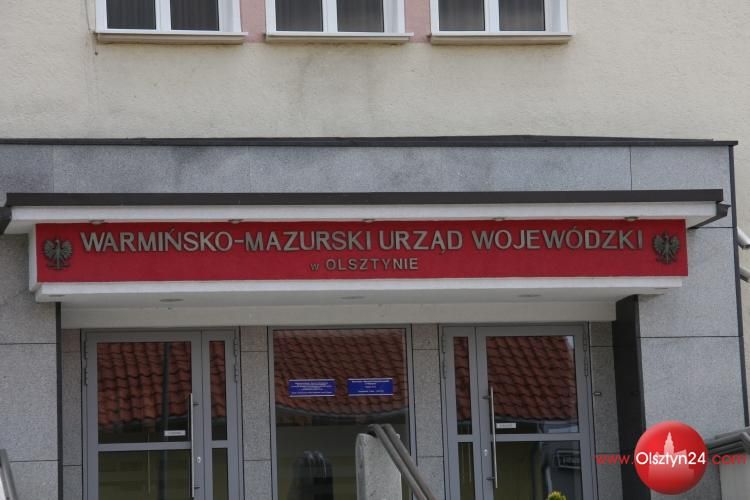 WARMIŃSKO-MAZURSKI URZĄD WOJEWÓDZKI
w OLSZTYNIE
www.Olsztyn24.com